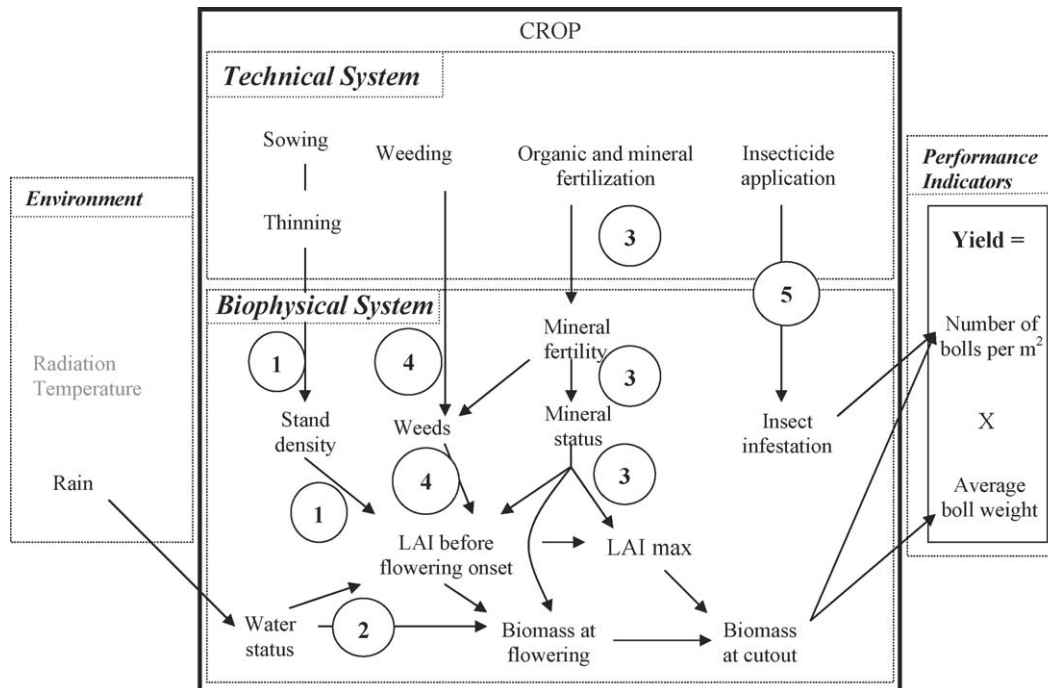 CROP
Technical System
Sowing
Weeding
Organic and mineral
fertilization
Insecticide
application
Thinning
3
5
Environment
Radiation
Temperature
Rain
Biophysical System
1
4
Mineral
fertility
3
Stand
density
Weeds
Mineral
status
Insect
infestation
1
4
3
LAI before
flowering onset
LAI max
Water
status
2
Biomass at
flowering
Biomass
at cutout
Performance
Indicators
Yield =
Number of
bolls per m²
X
Average
boll weight